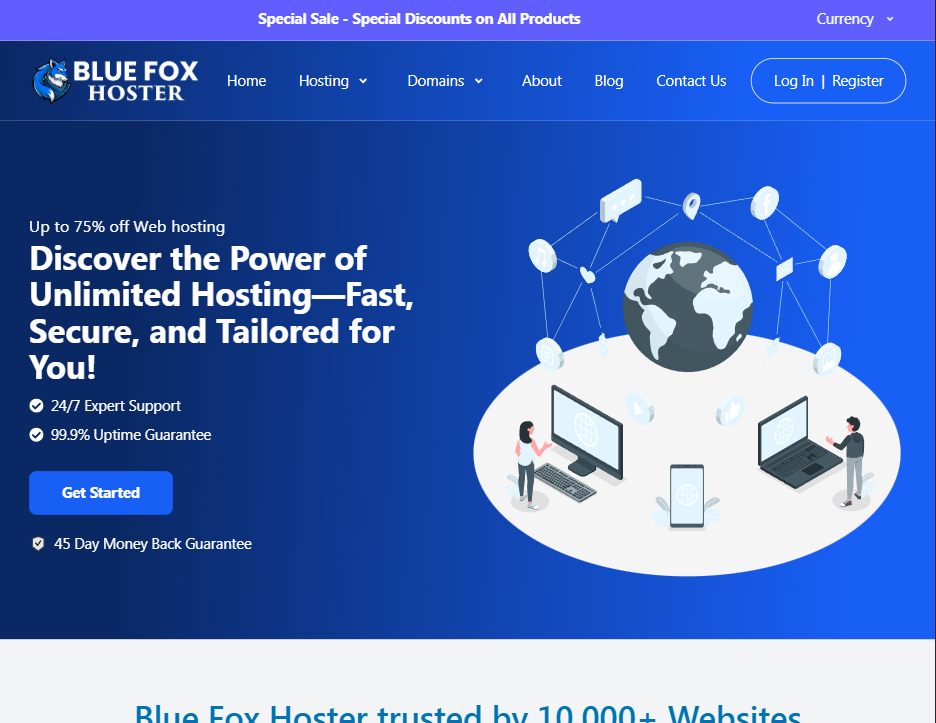 Special Sale - Special Discounts on All Products
Currency
BLUE FOX
HOSTER
Home
Hosting
Domains
About
Blog
Contact Us
Log In | Register
Up to 75% off Web hosting
Discover the Power of
Unlimited Hosting—Fast,
Secure, and Tailored for
You!
24/7 Expert Support
99.9% Uptime Guarantee
Get Started
45 Day Money Back Guarantee
Blue Fox Hoster trusted by 10,000+ Websites